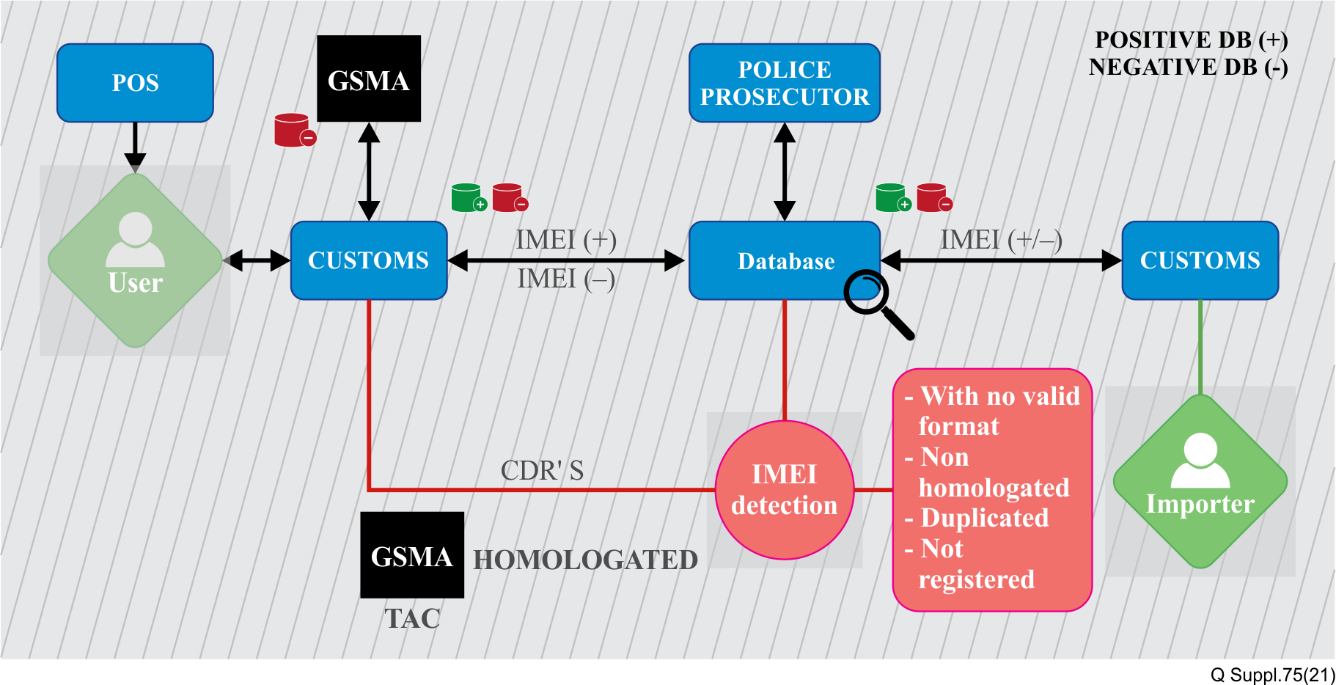 POSITIVE DB (+)
NEGATIVE DB (-)
POS
GSMA
POLICE
PROSECUTOR
User
CUSTOMS
IMEI (+)
IMEI (–)
Database
IMEI (+/–)
CUSTOMS
CDR' S
IMEI
detection
- With no valid
format
- Non
homologated
- Duplicated
- Not
registered
Importer
GSMA
HOMOLOGATED
TAC
Q Suppl.75(21)